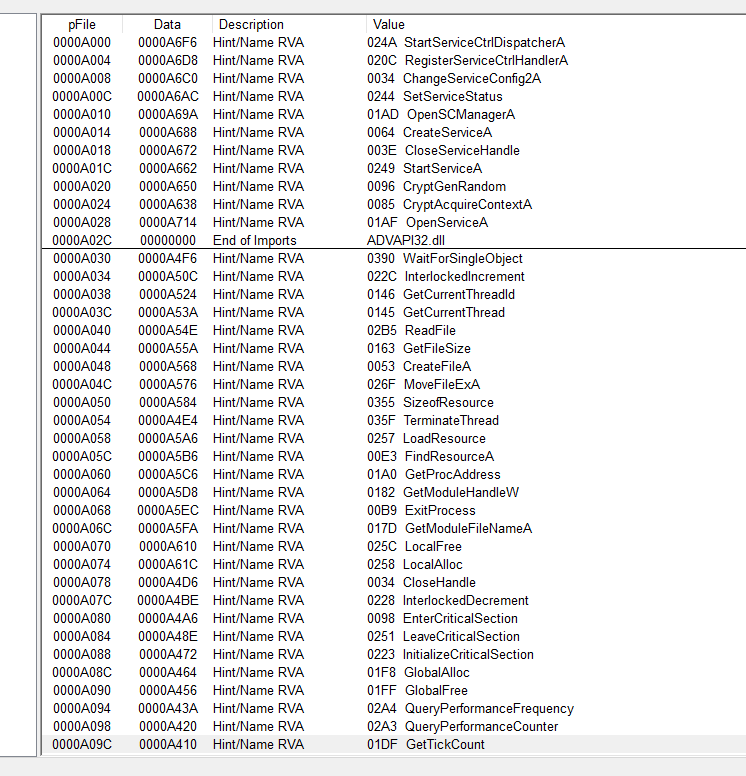 pFile Data Description Value
0000A000 0000A6F6 Hint/Name RVA 024A StartServiceCtrlDispatcherA
0000A004 0000A6D8 Hint/Name RVA 020C RegisterServiceCtrlHandlerA
0000A008 0000A6C0 Hint/Name RVA 0034 ChangeServiceConfig2A
0000A00C 0000A6AC Hint/Name RVA 0244 SetServiceStatus
0000A010 0000A69A Hint/Name RVA 01AD OpenSCManagerA
0000A014 0000A688 Hint/Name RVA 0064 CreateServiceA
0000A018 0000A672 Hint/Name RVA 003E CloseServiceHandle
0000A01C 0000A662 Hint/Name RVA 0249 StartServiceA
0000A020 0000A650 Hint/Name RVA 0096 CryptGenRandom
0000A024 0000A638 Hint/Name RVA 0085 CryptAcquireContextA
0000A028 0000A714 Hint/Name RVA 01AF OpenServiceA
0000A02C 00000000 End of Imports ADVAPI32.dll
0000A030 0000A4F6 Hint/Name RVA 0390 WaitForSingleObject
0000A034 0000A50C Hint/Name RVA 022C InterlockedIncrement
0000A038 0000A524 Hint/Name RVA 0146 GetCurrentThreadId
0000A03C 0000A53A Hint/Name RVA 0145 GetCurrentThread
0000A040 0000A54E Hint/Name RVA 02B5 ReadFile
0000A044 0000A55A Hint/Name RVA 0163 GetFileSize
0000A048 0000A568 Hint/Name RVA 0053 CreateFileA
0000A04C 0000A576 Hint/Name RVA 026F MoveFileExA
0000A050 0000A584 Hint/Name RVA 0355 SizeofResource
0000A054 0000A4E4 Hint/Name RVA 035F TerminateThread
0000A058 0000A5A6 Hint/Name RVA 0257 LoadResource
0000A05C 0000A5B6 Hint/Name RVA 00E3 FindResourceA
0000A060 0000A5C6 Hint/Name RVA 01A0 GetProcAddress
0000A064 0000A5D8 Hint/Name RVA 0182 GetModuleHandleW
0000A068 0000A5EC Hint/Name RVA 00B9 ExitProcess
0000A06C 0000A5FA Hint/Name RVA 017D GetModuleFileNameA
0000A070 0000A610 Hint/Name RVA 025C LocalFree
0000A074 0000A61C Hint/Name RVA 0258 LocalAlloc
0000A078 0000A4D6 Hint/Name RVA 0034 CloseHandle
0000A07C 0000A4BE Hint/Name RVA 0228 InterlockedDecrement
0000A080 0000A4A6 Hint/Name RVA 0098 EnterCriticalSection
0000A084 0000A48E Hint/Name RVA 0251 LeaveCriticalSection
0000A088 0000A472 Hint/Name RVA 0223 InitializeCriticalSection
0000A08C 0000A464 Hint/Name RVA 01F8 GlobalAlloc
0000A090 0000A456 Hint/Name RVA 01FF GlobalFree
0000A094 0000A43A Hint/Name RVA 02A4 QueryPerformanceFrequency
0000A098 0000A420 Hint/Name RVA 02A3 QueryPerformanceCounter
0000A09C 0000A410 Hint/Name RVA 01DF GetTickCount